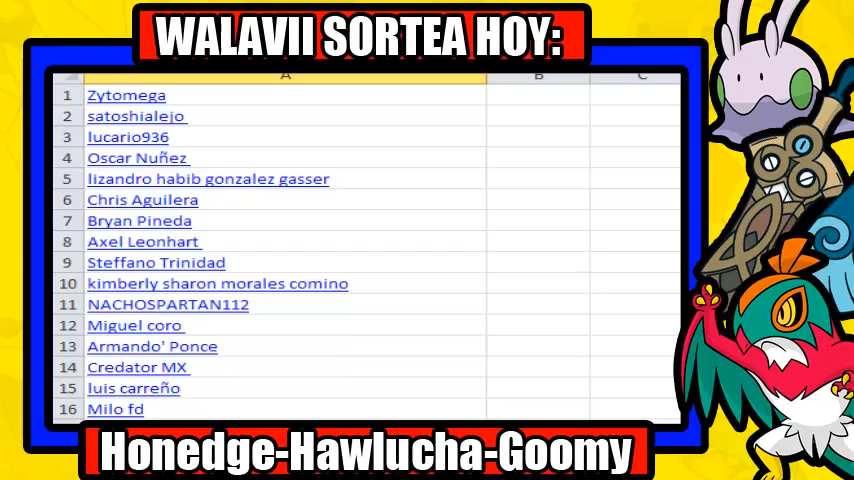 WALAVII SORTEA HOY:
A B C
1 Zytomega
2 satoshialejo
3 lucario936
4 Oscar Nuñez
5 lizandro habib gonzalez gasser
6 Chris Aguilera
7 Bryan Pineda
8 Axel Leonhart
9 Steffano Trinidad
10 kimberly sharon morales comino
11 NACHOSPARTAN112
12 Miguel coro
13 Armando' Ponce
14 Credator MX
15 luis carreño
16 Milo fd
Honedge-Hawlucha-Goomy